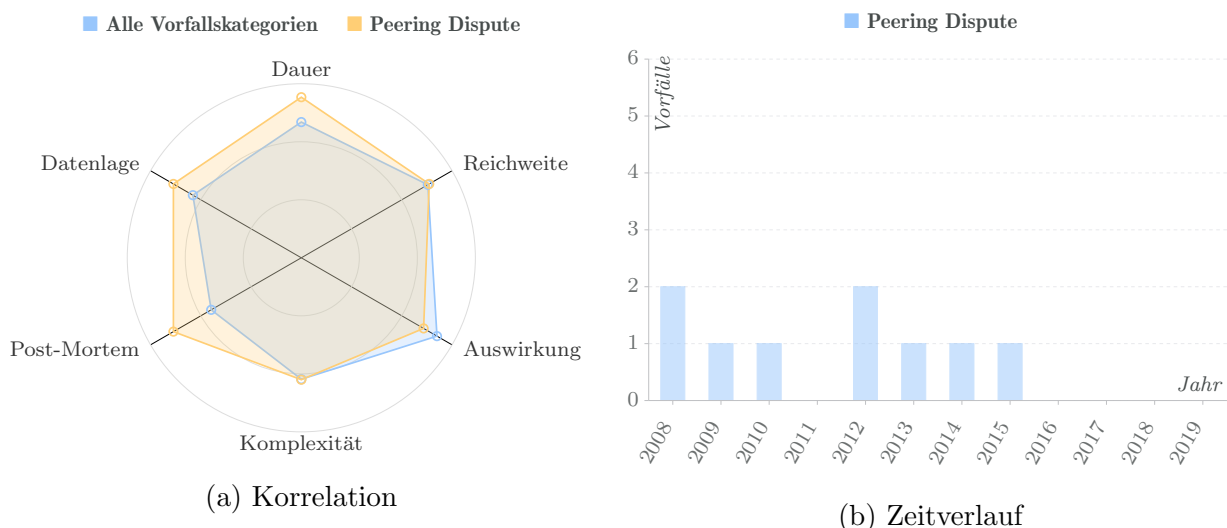 Alle Vorfallskategorien
Peering Dispute
Dauer
Datenlage
Reichweite
Post-Mortem
Auswirkung
Komplexität
(a) Korrelation
Peering Dispute
Vorfälle
6
5
4
3
2
1
0
Jahr
2008
2009
2010
2011
2012
2013
2014
2015
2016
2017
2018
2019
(b) Zeitverlauf